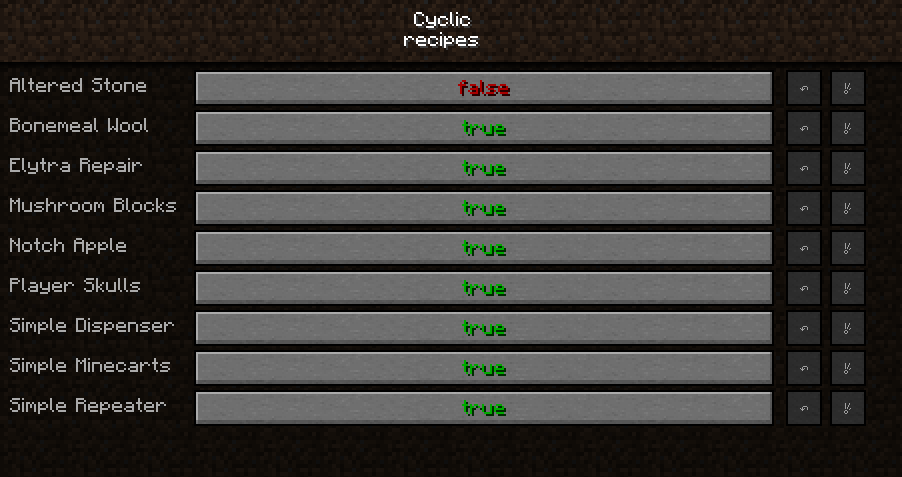 Cyclic
recipes
Altered Stone false
Bonemeal Wool true
Elytra Repair true
Mushroom Blocks true
Notch Apple true
Player Skulls true
Simple Dispenser true
Simple Minecarts true
Simple Repeater true